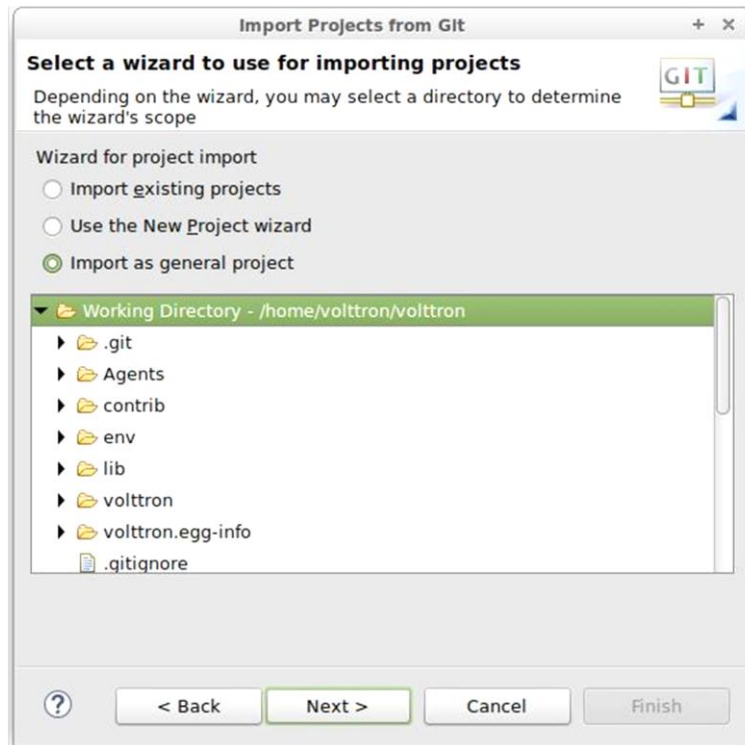 Import Projects from Git
Select a wizard to use for importing projects
GIT
Depending on the wizard, you may select a directory to determine
the wizard's scope
Wizard for project import
Import existing projects
Use the New Project wizard
Import as general project
Working Directory - /home/volttron/volttron
.git
Agents
contrib
env
lib
volttron
volttron.egg-info
.gitignore
? < Back Next > Cancel Finish